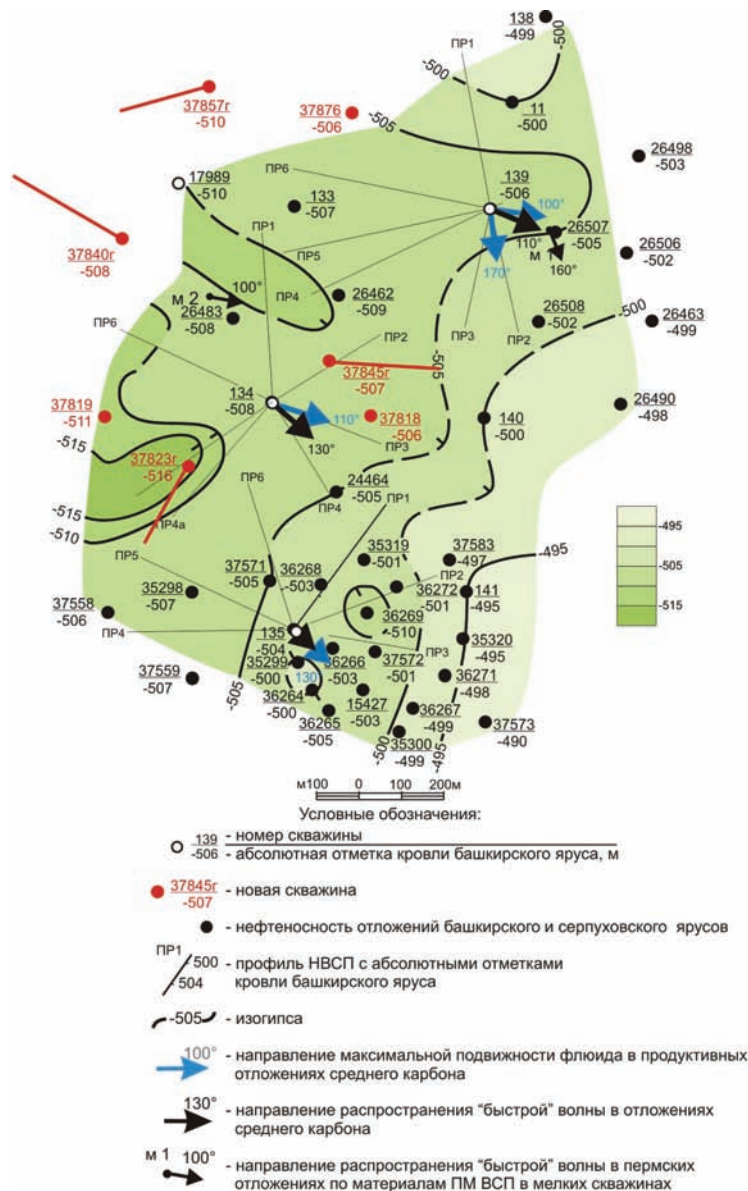 138
-499
-500
ПР1
-500
37857г
-510
37876
-506
-505
11
-500
26498
-503
17989
-510
ПР6
139
-506
133
-507
100°
26507
-505
ПР1
110°
м 1
37840г
-508
ПР5
170°
160°
26506
-502
м 2
100°
ПР4
26462
-509
26483
-508
26508
-502
-500
26463
-499
ПР6
ПР2
ПР3
ПР2
-505
37845г
-507
134
-508
26490
-498
37819
-511
110°
37818
-506
140
-500
-515
130°
ПР3
37823г
-516
ПР6
24464
-505
ПР1
ПР4
-515
-510
ПР4а
-495
-505
-515
ПР5
35319
-501
37583
-497
-495
37571
-505
36268
-503
ПР2
35298
-507
36272
-501
141
-495
37558
-506
36269
-510
ПР4
135
-504
35320
-495
ПР3
35299
-500
36266
-503
37572
-501
37559
-507
130°
36271
-498
-505
36264
-500
15427
-503
36265
-505
36267
-499
37573
-490
-500
35300
-499
-495
м100 0 100 200м
Условные обозначения:
139 - номер скважины
-506 - абсолютная отметка кровли башкирского яруса, м
37845г - новая скважина
-507
- нефтеносность отложений башкирского и серпуховского ярусов
ПР1
-500 - профиль НВСП с абсолютными отметками
-504 кровли башкирского яруса
-505 - изогипса
100° - направление максимальной подвижности флюида в продуктивных
отложениях среднего карбона
130° - направление распространения "быстрой" волны в отложениях
среднего карбона
м 1 100° - направление распространения "быстрой" волны в пермских
отложениях по материалам ПМ ВСП в мелких скважинах